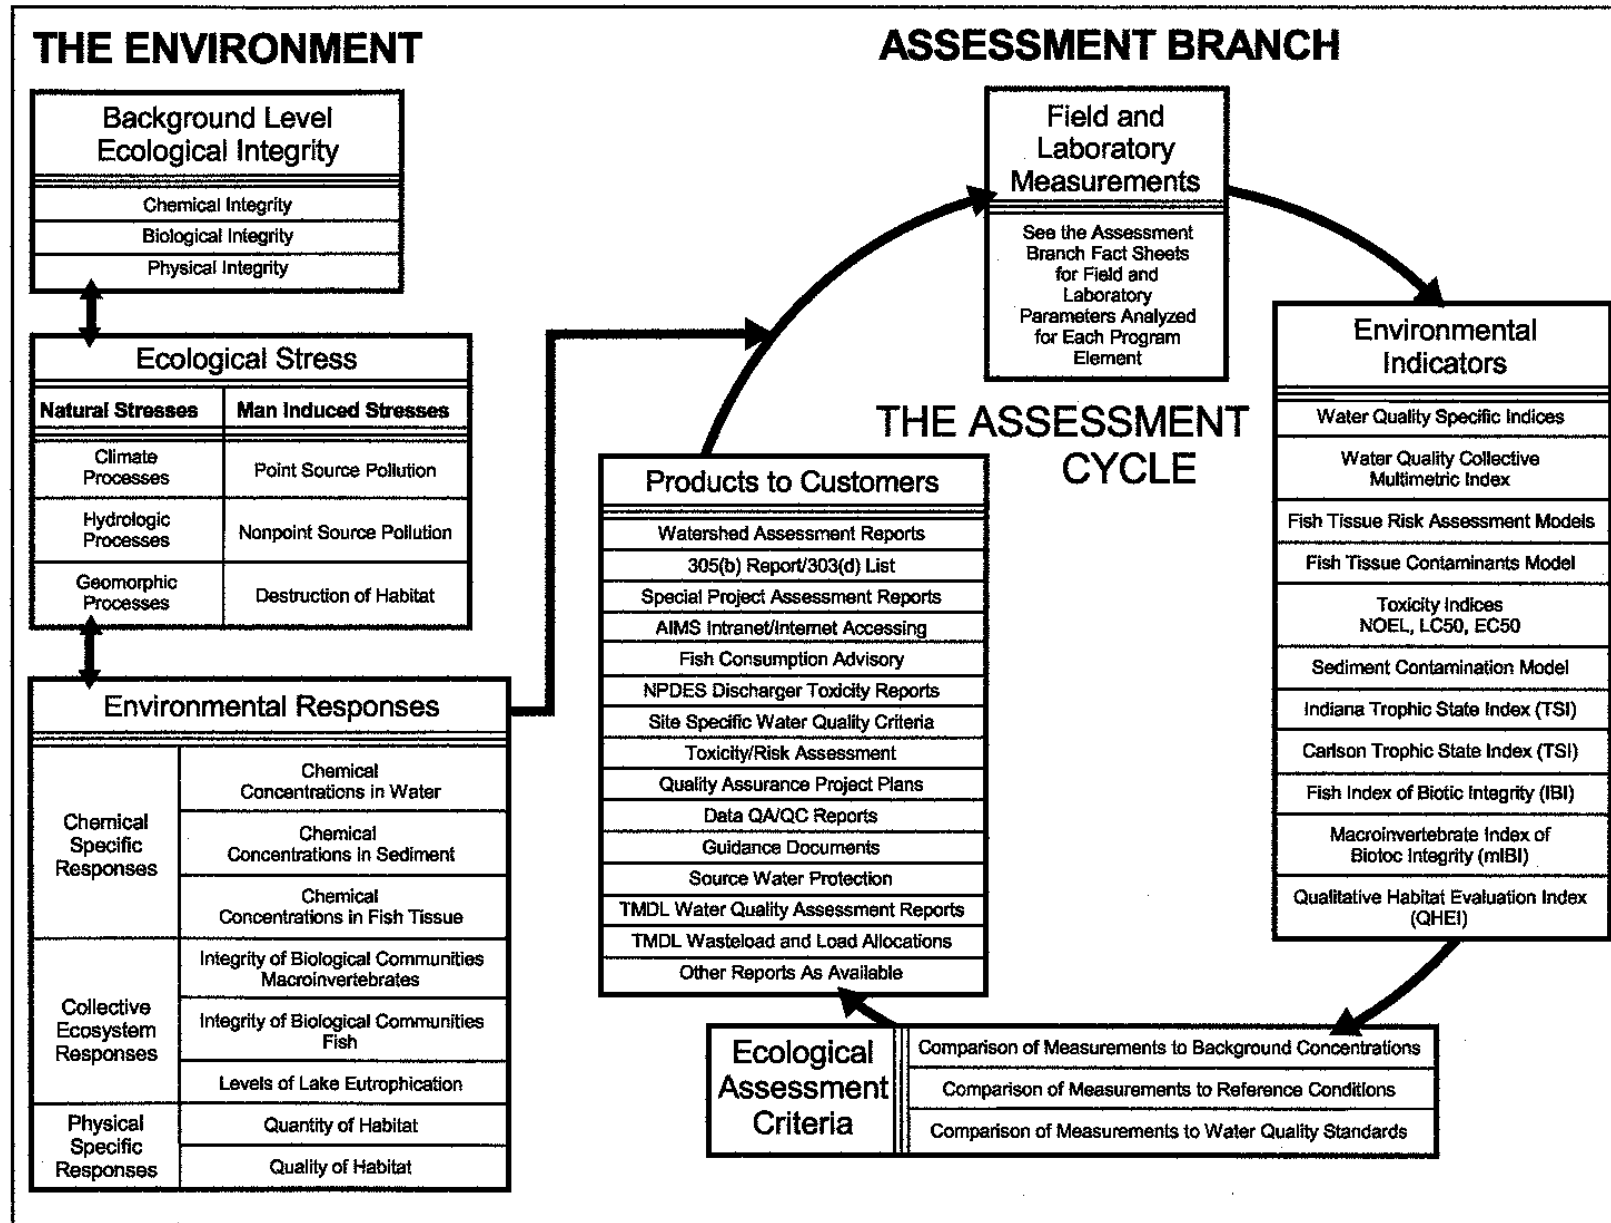 THE ENVIRONMENT
Background Level
Ecological Integrity
Chemical Integrity
Biological Integrity
Physical Integrity
Ecological Stress
Natural Stresses
Man Induced Stresses
Climate
Processes
Point Source Pollution
Hydrologic
Processes
Nonpoint Source Pollution
Geomorphic
Processes
Destruction of Habitat
Environmental Responses
Chemical
Specific
Responses
Chemical
Concentrations in Water
Chemical
Concentrations in Sediment
Chemical
Concentrations in Fish Tissue
Collective
Ecosystem
Responses
Integrity of Biological Communities
Macroinvertebrates
Integrity of Biological Communities
Fish
Levels of Lake Eutrophication
Physical
Specific
Responses
Quantity of Habitat
Quality of Habitat
ASSESSMENT BRANCH
Field and
Laboratory
Measurements
See the Assessment
Branch Fact Sheets
for Field and
Laboratory
Parameters Analyzed
for Each Program
Element
THE ASSESSMENT
CYCLE
Environmental
Indicators
Water Quality Specific Indices
Water Quality Collective
Multimetric Index
Fish Tissue Risk Assessment Models
Fish Tissue Contaminants Model
Toxicity Indices
NOEL, LC50, EC50
Sediment Contamination Model
Indiana Trophic State Index (TSI)
Carlson Trophic State Index (TSI)
Fish Index of Biotic Integrity (IBI)
Macroinvertebrate Index of
Biotoc Integrity (mIBI)
Qualitative Habitat Evaluation Index
(QHEI)
Ecological
Assessment
Criteria
Comparison of Measurements to Background Concentrations
Comparison of Measurements to Reference Conditions
Comparison of Measurements to Water Quality Standards
Products to Customers
Watershed Assessment Reports
305(b) Report/303(d) List
Special Project Assessment Reports
AIMS Intranet/Internet Accessing
Fish Consumption Advisory
NPDES Discharger Toxicity Reports
Site Specific Water Quality Criteria
Toxicity/Risk Assessment
Quality Assurance Project Plans
Data QA/QC Reports
Guidance Documents
Source Water Protection
TMDL Water Quality Assessment Reports
TMDL Wasteload and Load Allocations
Other Reports As Available